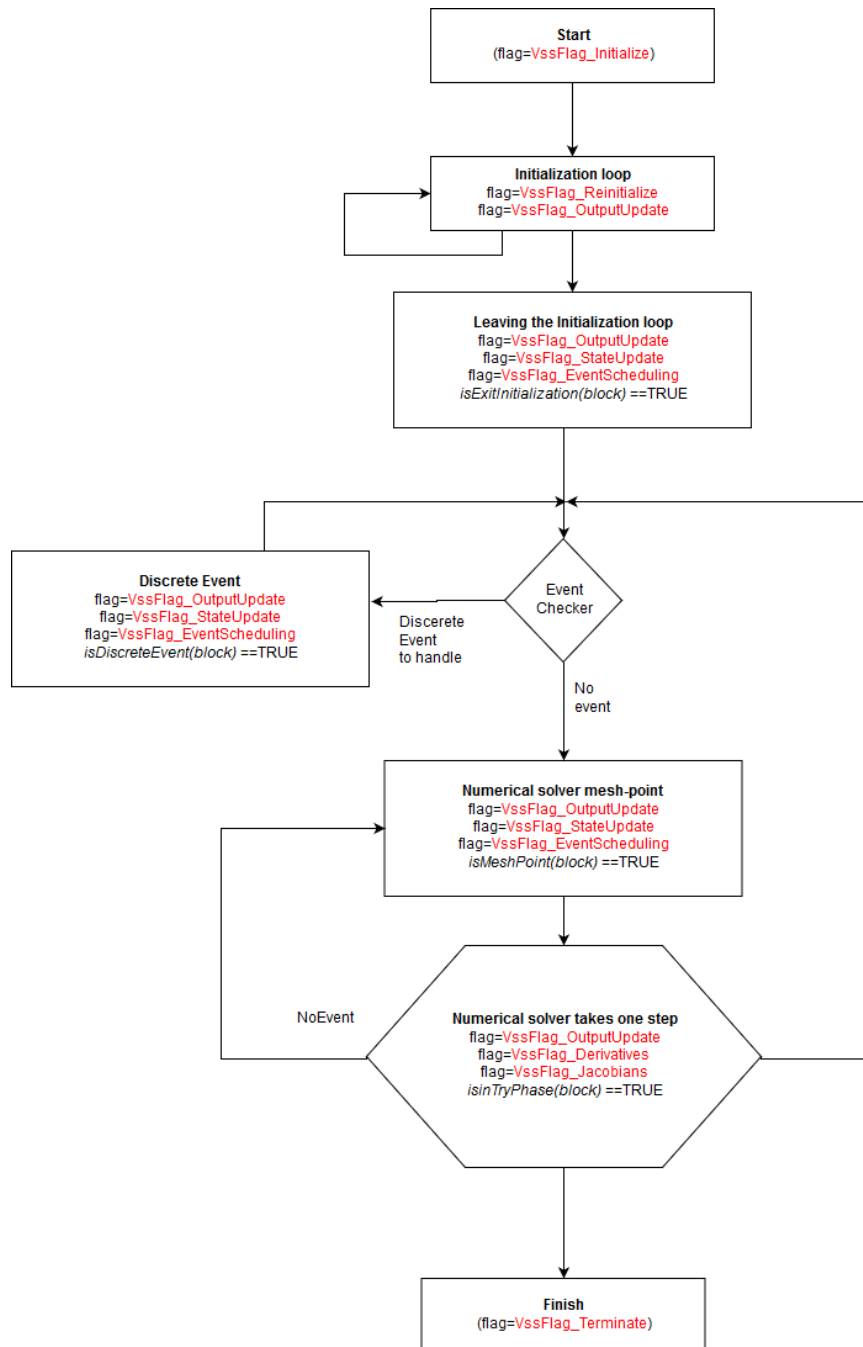 Start
(flag=VssFlag_Initialize)
Initialization loop
flag=VssFlag_Reinitialize
flag=VssFlag_OutputUpdate
Leaving the Initialization loop
flag=VssFlag_OutputUpdate
flag=VssFlag_StateUpdate
flag=VssFlag_EventScheduling
isExitInitialization(block) ==TRUE
Event
Checker
Discrete Event
flag=VssFlag_OutputUpdate
flag=VssFlag_StateUpdate
flag=VssFlag_EventScheduling
isDiscreteEvent(block) ==TRUE
Discerete
Event
to handle
No
event
Numerical solver mesh-point
flag=VssFlag_OutputUpdate
flag=VssFlag_StateUpdate
flag=VssFlag_EventScheduling
isMeshPoint(block) ==TRUE
NoEvent
Numerical solver takes one step
flag=VssFlag_OutputUpdate
flag=VssFlag_Derivatives
flag=VssFlag_Jacobians
isinTryPhase(block) ==TRUE
Finish
(flag=VssFlag_Terminate)